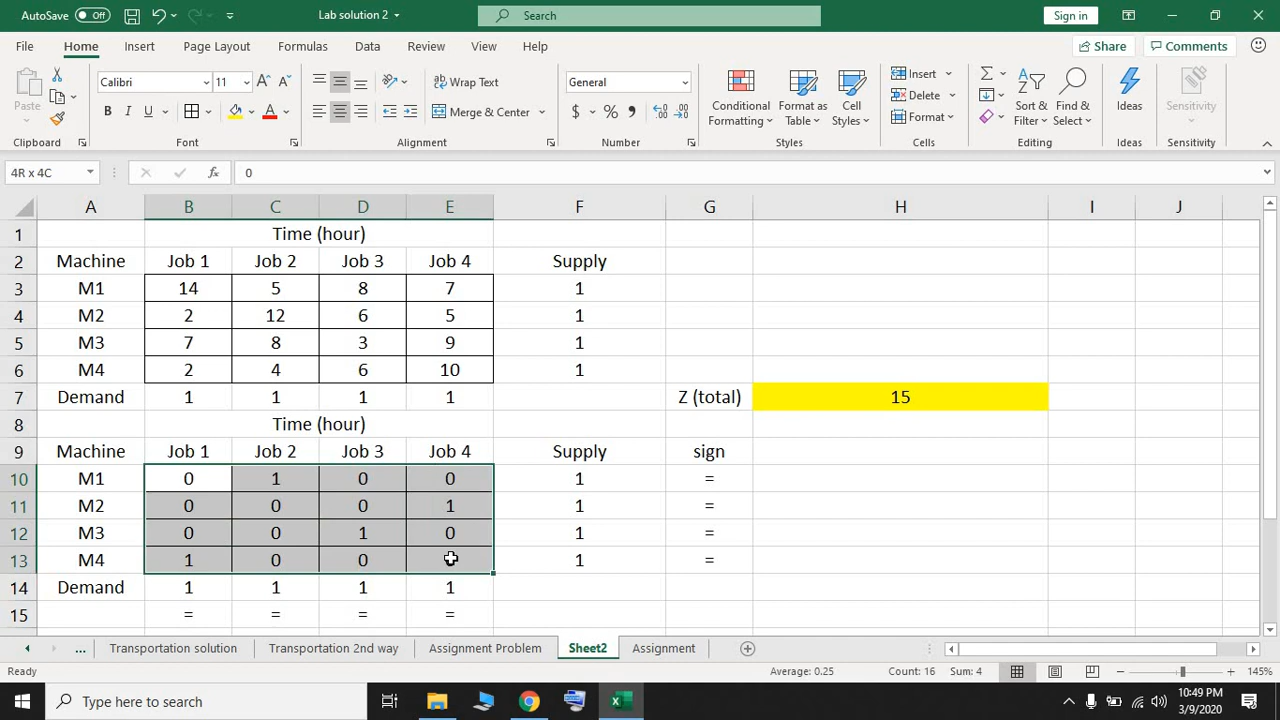 AutoSave Off Lab solution 2 Search Sign in
File Home Insert Page Layout Formulas Data Review View Help Share Comments
Paste Calibri 11 Wrap Text General Conditional Formatting Format as Table Cell Styles Insert Sort & Filter Find & Select Ideas Sensitivity
B I U Merge & Center $ % Delete
Format
Clipboard Font Alignment Number Styles Cells Editing Ideas Sensitivity
4R x 4C fx 0
A B C D E F G H I J
1 Time (hour)
2 Machine Job 1 Job 2 Job 3 Job 4 Supply
3 M1 14 5 8 7 1
4 M2 2 12 6 5 1
5 M3 7 8 3 9 1
6 M4 2 4 6 10 1
7 Demand 1 1 1 1 Z (total) 15
8 Time (hour)
9 Machine Job 1 Job 2 Job 3 Job 4 Supply sign
10 M1 0 1 0 0 1 =
11 M2 0 0 0 1 1 =
12 M3 0 0 1 0 1 =
13 M4 1 0 0 1 =
14 Demand 1 1 1 1
15 = = = =
... Transportation solution Transportation 2nd way Assignment Problem Sheet2 Assignment
Ready Average: 0.25 Count: 16 Sum: 4 145%
Type here to search 10:49 PM
3/9/2020